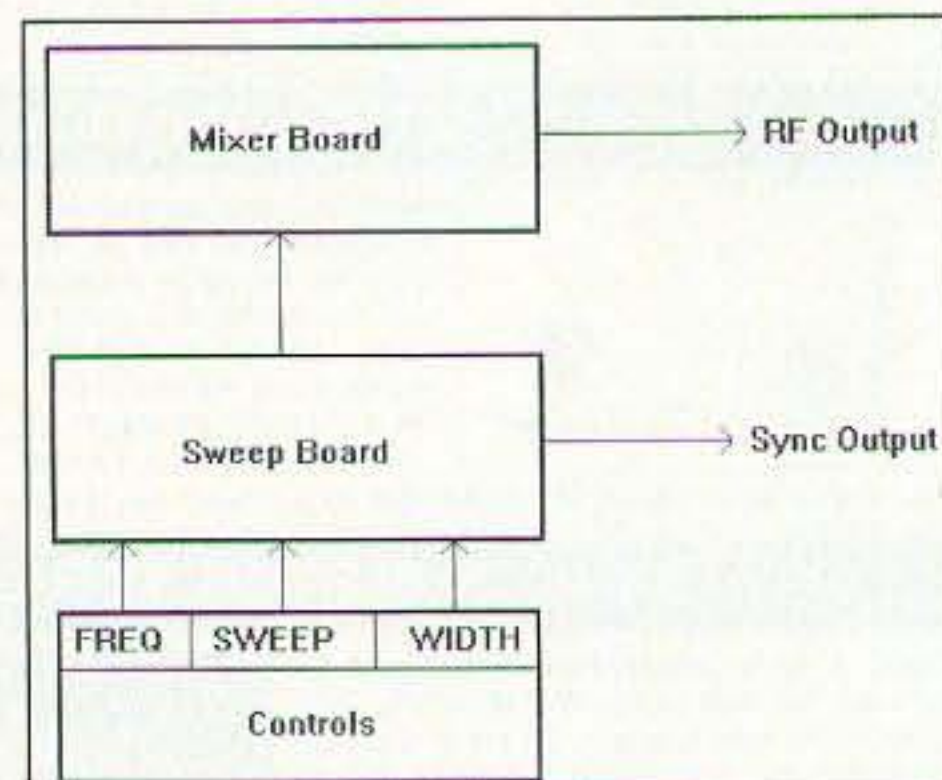 Mixer Board
RF Output
Sweep Board
Sync Output
FREQ SWEEP WIDTH
Controls